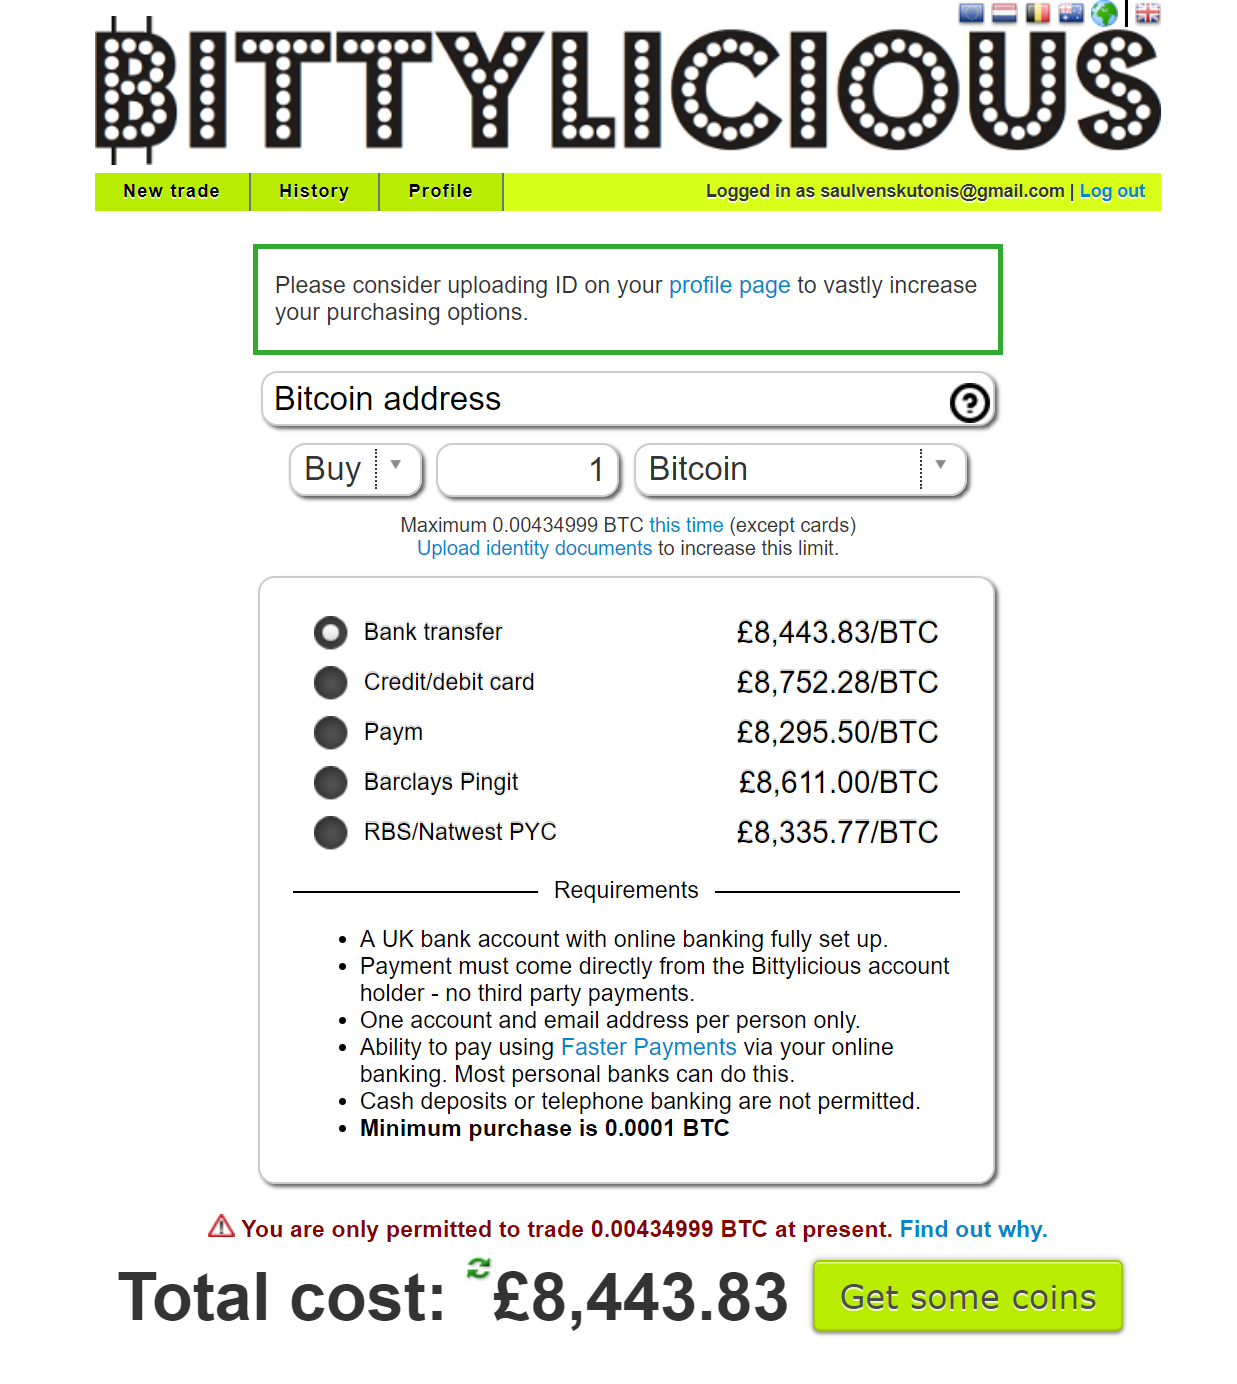 BITTYLICIOUS
New trade History Profile Logged in as saulvenskutonis@gmail.com | Log out
Please consider uploading ID on your profile page to vastly increase
your purchasing options.
Bitcoin address ?
Buy 1 Bitcoin
Maximum 0.00434999 BTC this time (except cards)
Upload identity documents to increase this limit.
Bank transfer £8,443.83/BTC
Credit/debit card £8,752.28/BTC
Paym £8,295.50/BTC
Barclays Pingit £8,611.00/BTC
RBS/Natwest PYC £8,335.77/BTC
Requirements
• A UK bank account with online banking fully set up.
• Payment must come directly from the Bittylicious account
holder - no third party payments.
• One account and email address per person only.
• Ability to pay using Faster Payments via your online
banking. Most personal banks can do this.
• Cash deposits or telephone banking are not permitted.
• Minimum purchase is 0.0001 BTC
You are only permitted to trade 0.00434999 BTC at present. Find out why.
Total cost: £8,443.83 Get some coins